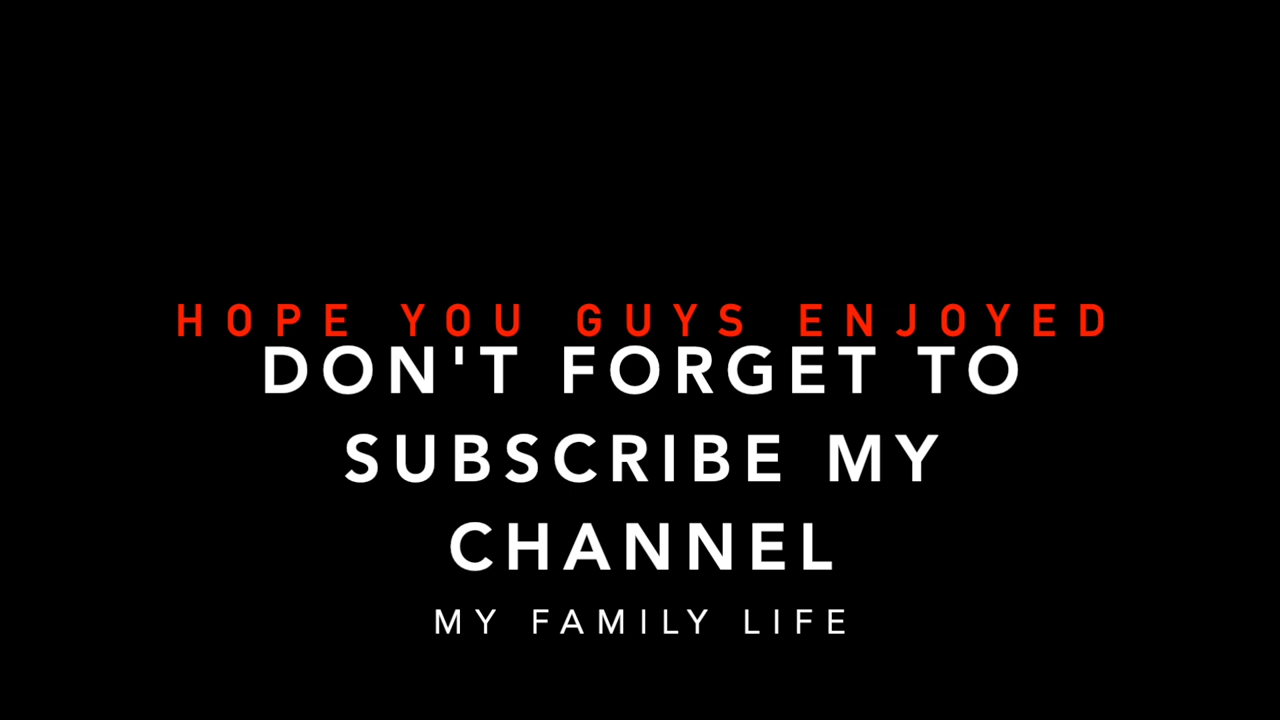 HOPE YOU GUYS ENJOYED
DON'T FORGET TO
SUBSCRIBE MY
CHANNEL
MY FAMILY LIFE